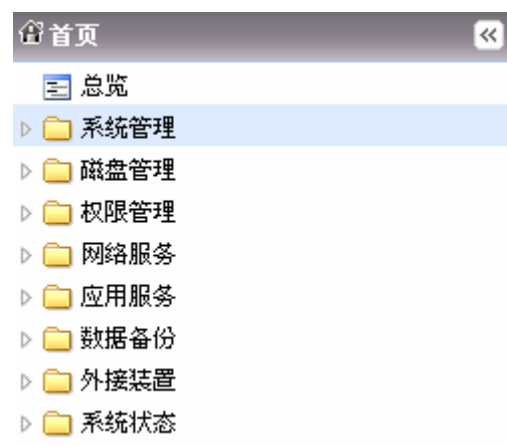 首页
总览
系统管理
磁盘管理
权限管理
网络服务
应用服务
数据备份
外接装置
系统状态